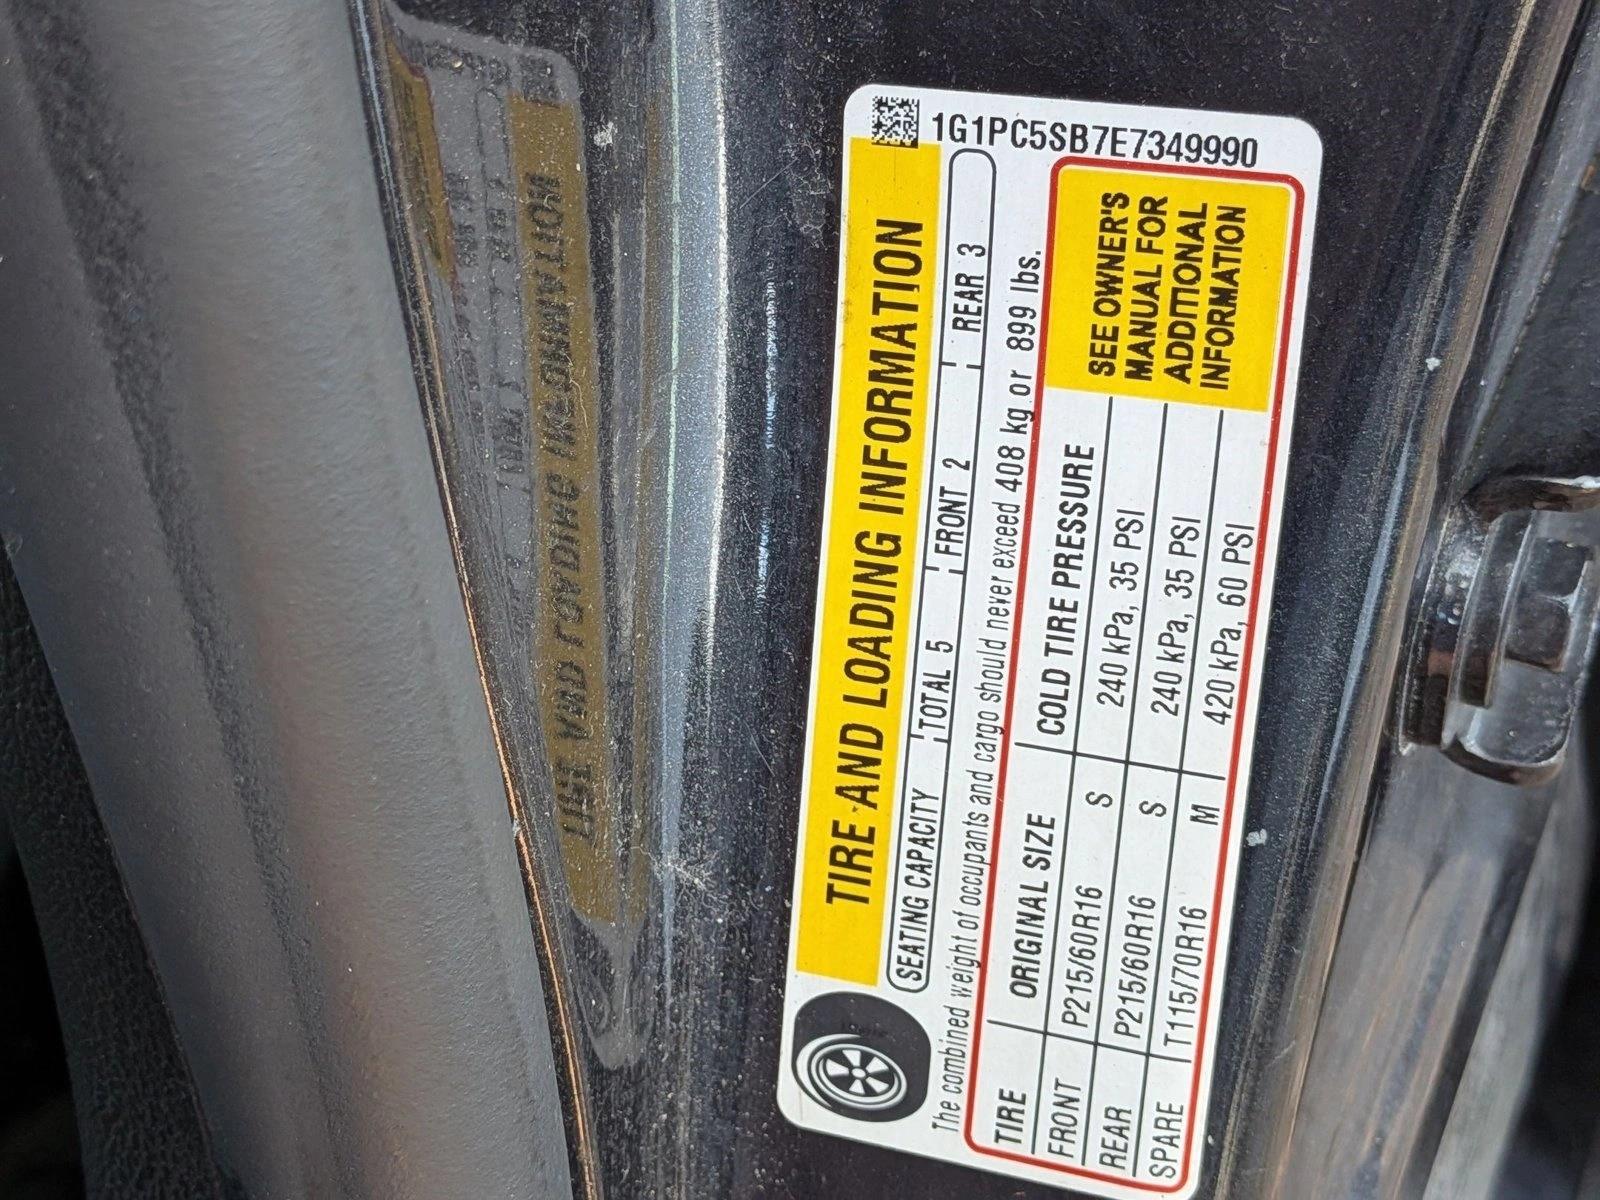 1G1PC5SB7E7349990
TIRE AND LOADING INFORMATION
SEATING CAPACITY TOTAL 5 FRONT 2 REAR 3
The combined weight of occupants and cargo should never exceed 408 kg or 899 lbs.
TIRE ORIGINAL SIZE COLD TIRE PRESSURE
FRONT P215/60R16 S 240 kPa, 35 PSI
REAR P215/60R16 S 240 kPa, 35 PSI
SPARE T115/70R16 M 420 kPa, 60 PSI
SEE OWNER'S
MANUAL FOR
ADDITIONAL
INFORMATION